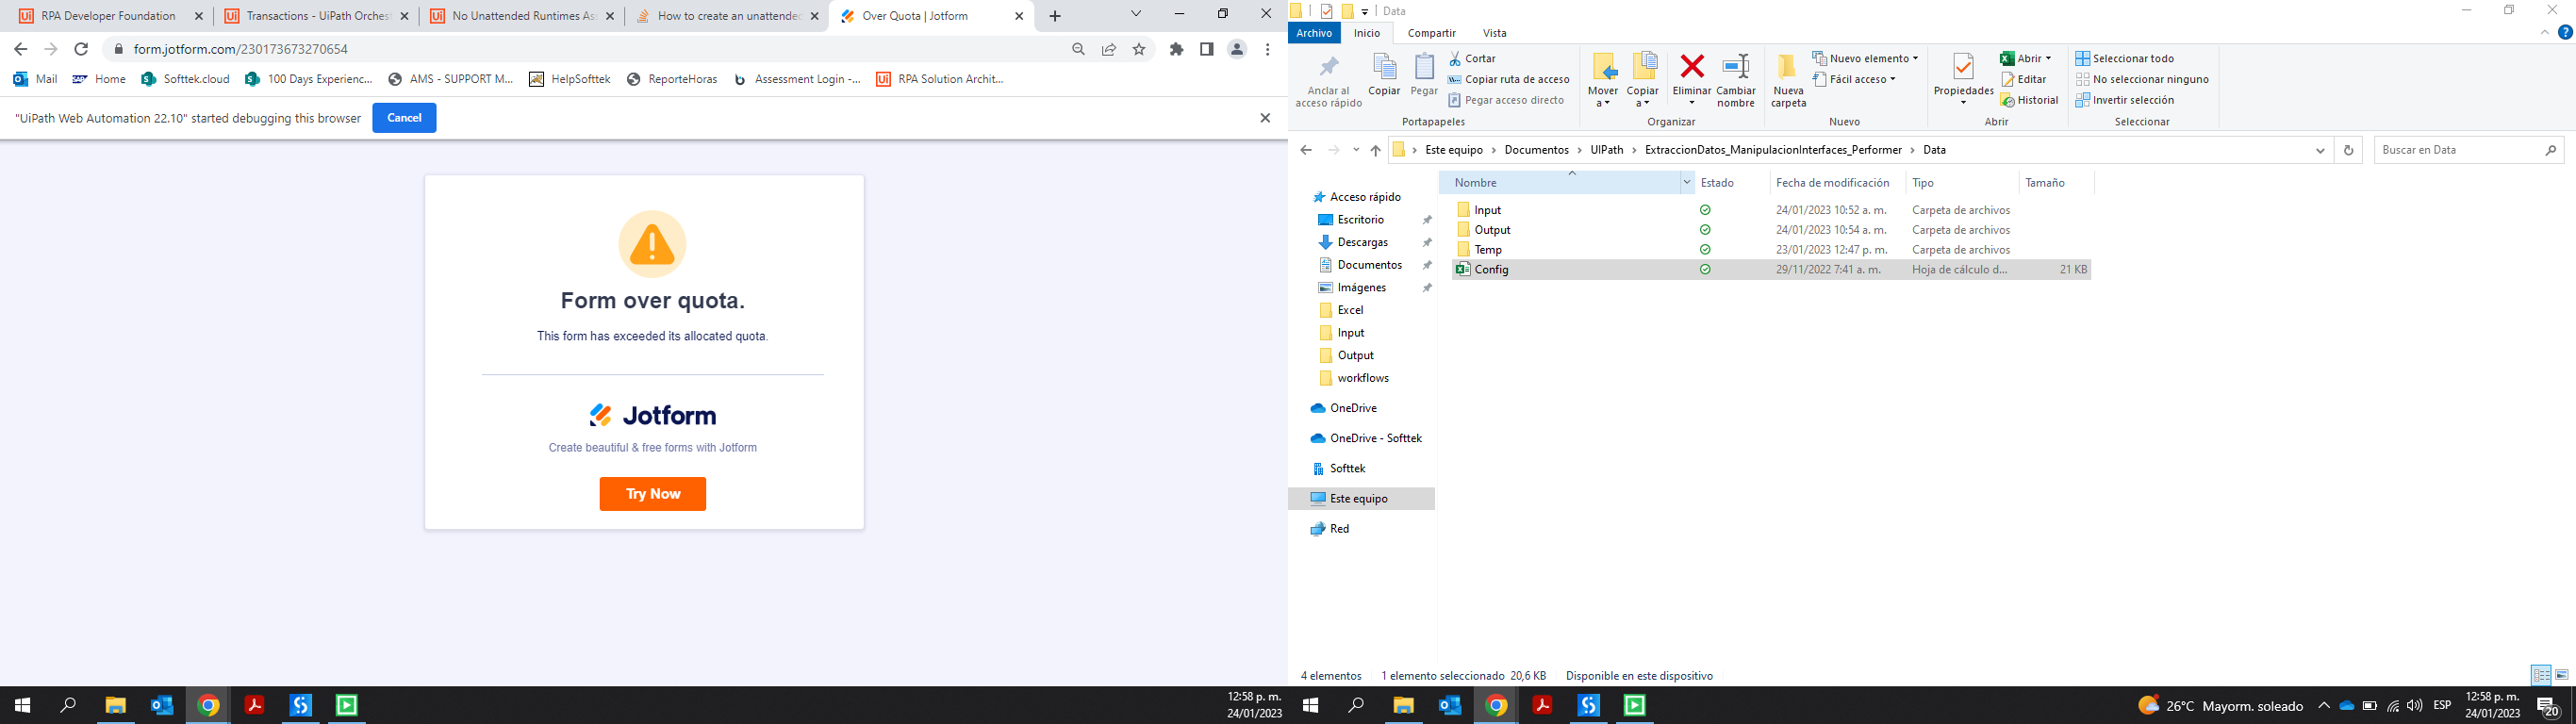 RPA Developer Foundation
Transactions - UiPath Orches
No Unattended Runtimes Ass
How to create an unattended
Over Quota | Jotform
form.jotform.com/230173673270654
Mail
Home
Softtek.cloud
100 Days Experienc...
AMS - SUPPORT M...
HelpSofttek
ReporteHoras
Assessment Login -...
RPA Solution Archit...
"UiPath Web Automation 22.10" started debugging this browser
Cancel
Form over quota.
This form has exceeded its allocated quota.
Jotform
Create beautiful & free forms with Jotform
Try Now
12:58 p. m.
24/01/2023
Data
Archivo
Inicio
Compartir
Vista
Anclar al
acceso rápido
Copiar
Pegar
Cortar
Copiar ruta de acceso
Pegar acceso directo
Portapapeles
Mover
a
Copiar
a
Eliminar
Cambiar
nombre
Organizar
Nueva
carpeta
Nuevo elemento
Fácil acceso
Nuevo
Propiedades
Abrir
Editar
Historial
Abrir
Seleccionar todo
No seleccionar ninguno
Invertir selección
Seleccionar
Este equipo > Documentos > UIPath > ExtraccionDatos_ManipulacionInterfaces_Performer > Data
Buscar en Data
Acceso rápido
Escritorio
Descargas
Documentos
Imágenes
Excel
Input
Output
workflows
OneDrive
OneDrive - Softtek
Softtek
Este equipo
Red
Nombre Estado Fecha de modificación Tipo Tamaño
Input 24/01/2023 10:52 a. m. Carpeta de archivos
Output 24/01/2023 10:54 a. m. Carpeta de archivos
Temp 23/01/2023 12:47 p. m. Carpeta de archivos
Config 29/11/2022 7:41 a. m. Hoja de cálculo d... 21 KB
4 elementos 1 elemento seleccionado 20,6 KB Disponible en este dispositivo
26°C Mayorm. soleado
ESP
12:58 p. m.
24/01/2023
20